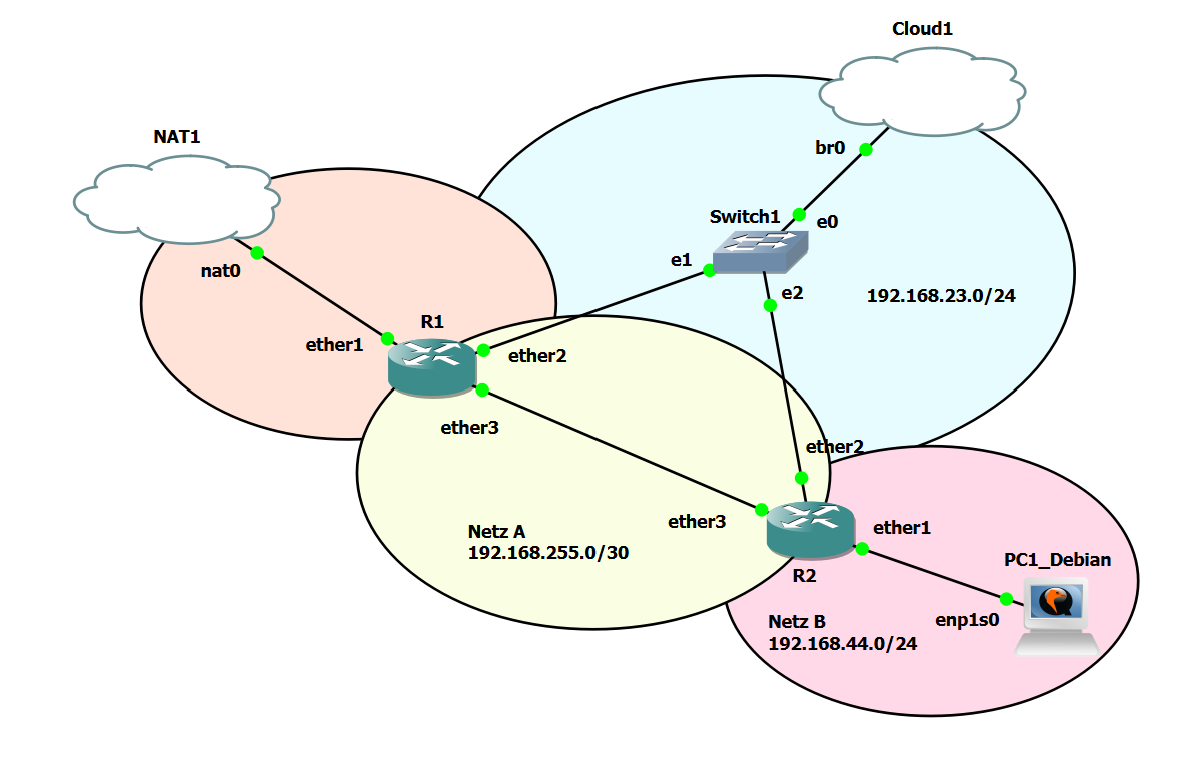 Cloud1
NAT1
br0
Switch1
e0
e1
nat0
e2
192.168.23.0/24
R1
ether1
ether2
ether3
ether2
Netz A
192.168.255.0/30
ether3
ether1
R2
PC1_Debian
Netz B
192.168.44.0/24
enp1s0